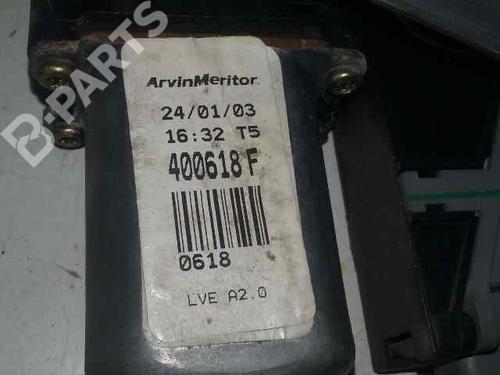 B-PARTS
ArvinMeritor
24/01/03
16:32 T5
400618 F
0618
LVE A2.0